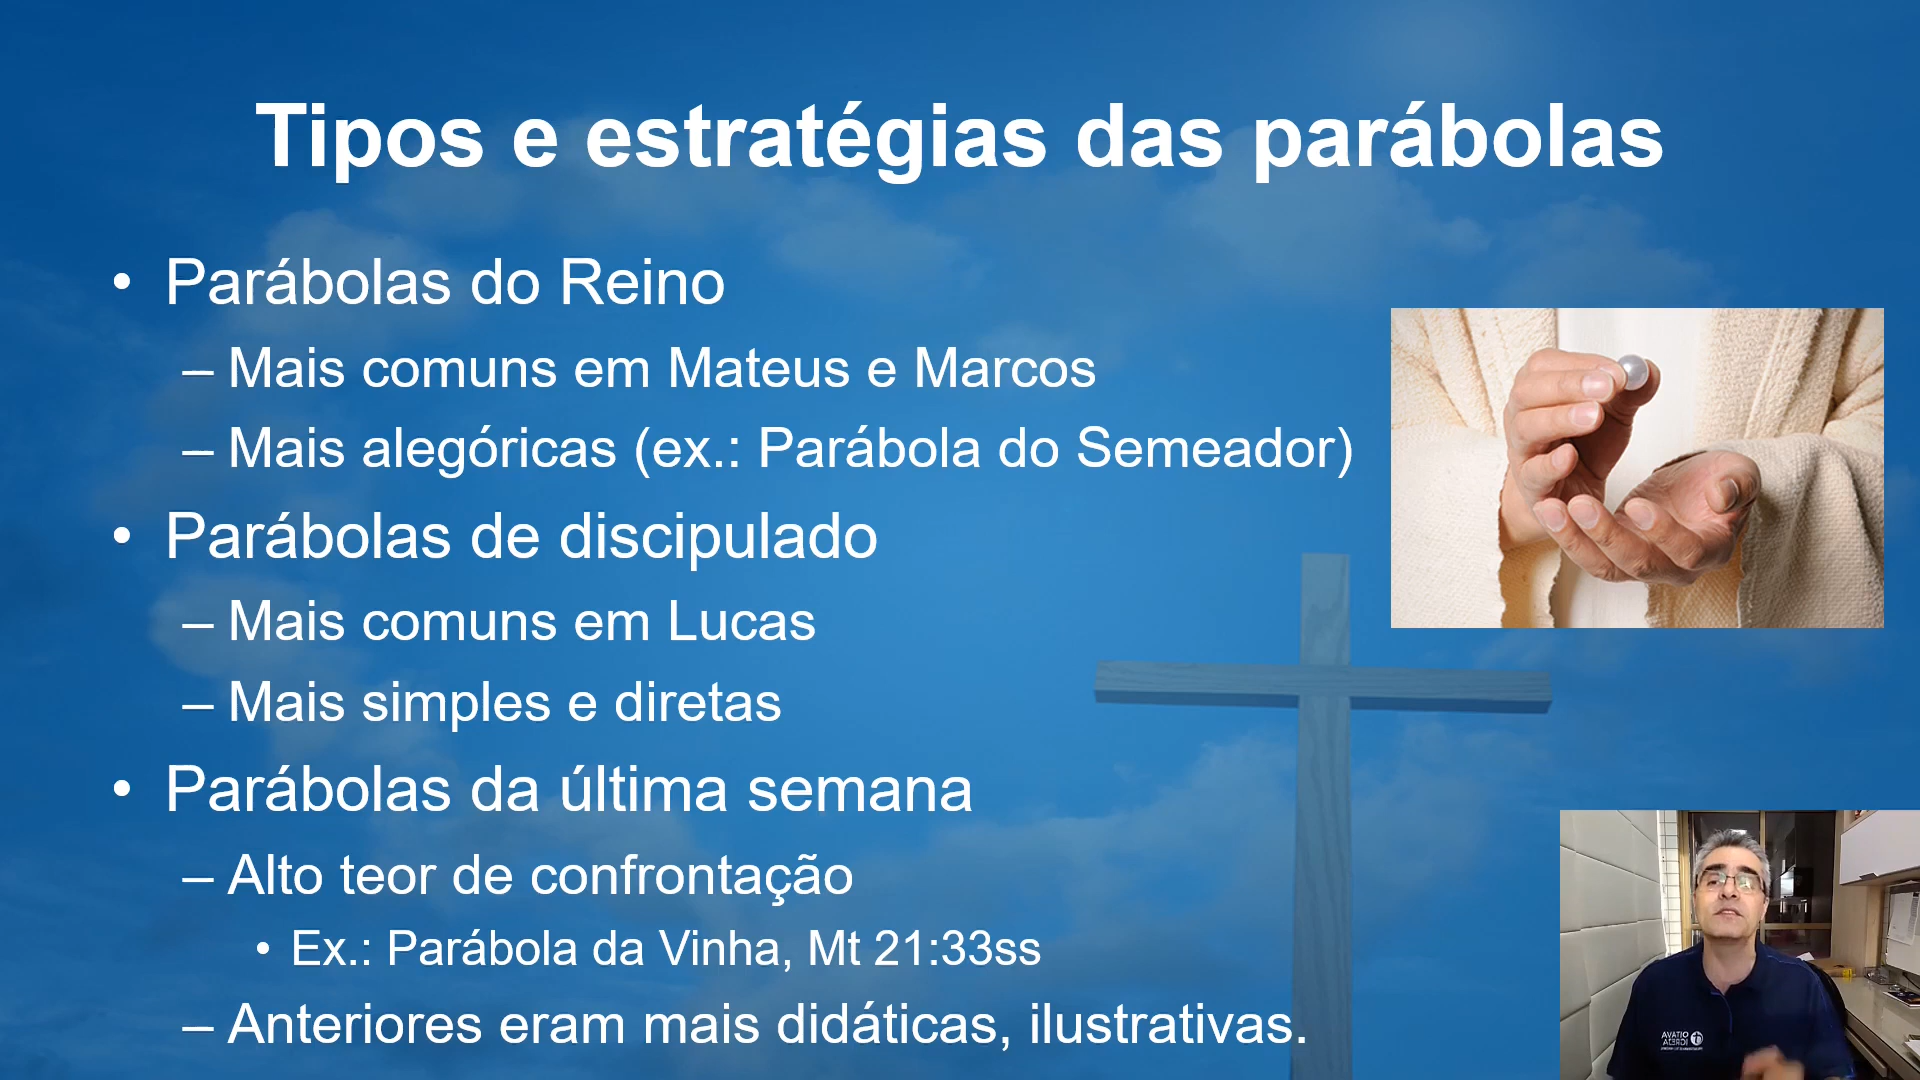 Tipos e estratégias das parábolas
• Parábolas do Reino
– Mais comuns em Mateus e Marcos
– Mais alegóricas (ex.: Parábola do Semeador)
• Parábolas de discipulado
– Mais comuns em Lucas
– Mais simples e diretas
• Parábolas da última semana
– Alto teor de confrontação
• Ex.: Parábola da Vinha, Mt 21:33ss
– Anteriores eram mais didáticas, ilustrativas.